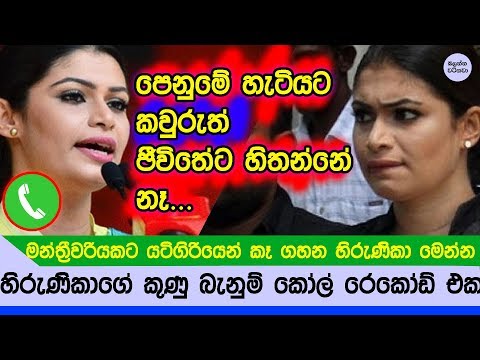 පෙනුමේ හැටියට
කවුරුත්
ජීවිතේට හිතන්නේ
නෑ...
මන්ත්‍රීවරියකට යටිගිරියෙන් කෑ ගහන හිරුණිකා මෙන්න
හිරුණිකාගේ කුණු බැනුම් කෝල් රෙකෝඩ් එක